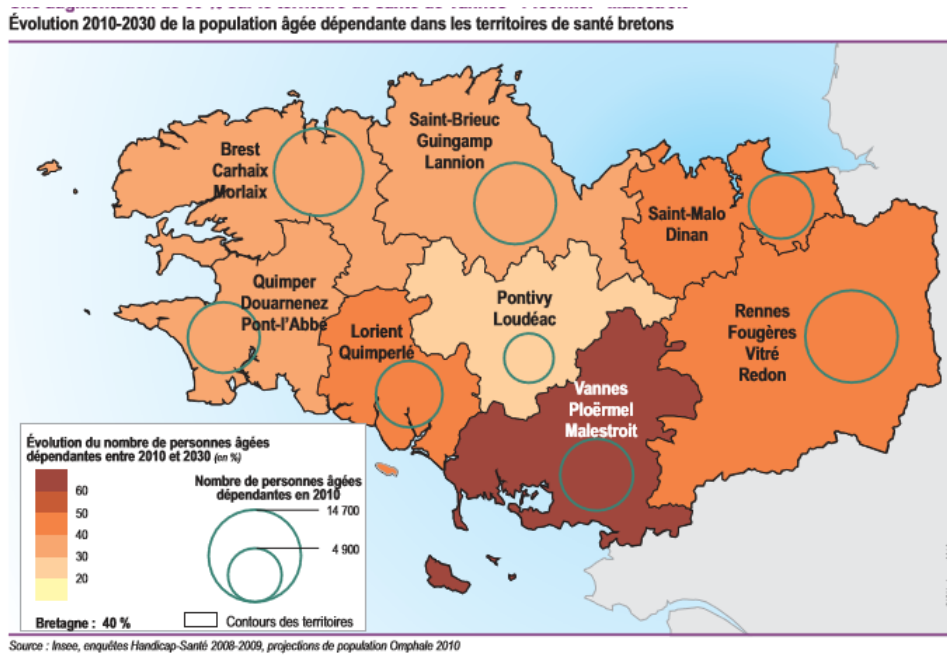 Évolution 2010-2030 de la population âgée dépendante dans les territoires de santé bretons
Saint-Brieuc
Guingamp
Lannion
Brest
Carhaix
Morlaix
Saint-Malo
Dinan
Quimper
Douarnenez
Pont-l'Abbé
Pontivy
Loudéac
Rennes
Fougères
Vitré
Redon
Lorient
Quimperlé
Vannes
Ploërmel
Malestroit
Évolution du nombre de personnes âgées
dépendantes entre 2010 et 2030 (en %)
60
50
40
30
20
Bretagne : 40 %
Nombre de personnes âgées
dépendantes en 2010
14 700
4 900
Contours des territoires
Source : Insee, enquêtes Handicap-Santé 2008-2009, projections de population Omphale 2010